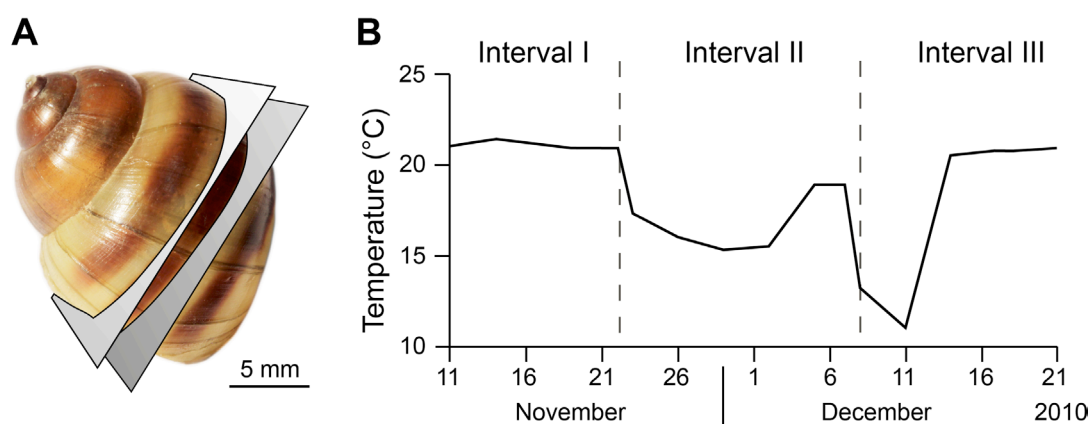 A
5 mm
B
Interval I Interval II Interval III
Temperature (°C)
25
20
15
10
11 16 21 26 1 6 11 16 21
November December 2010